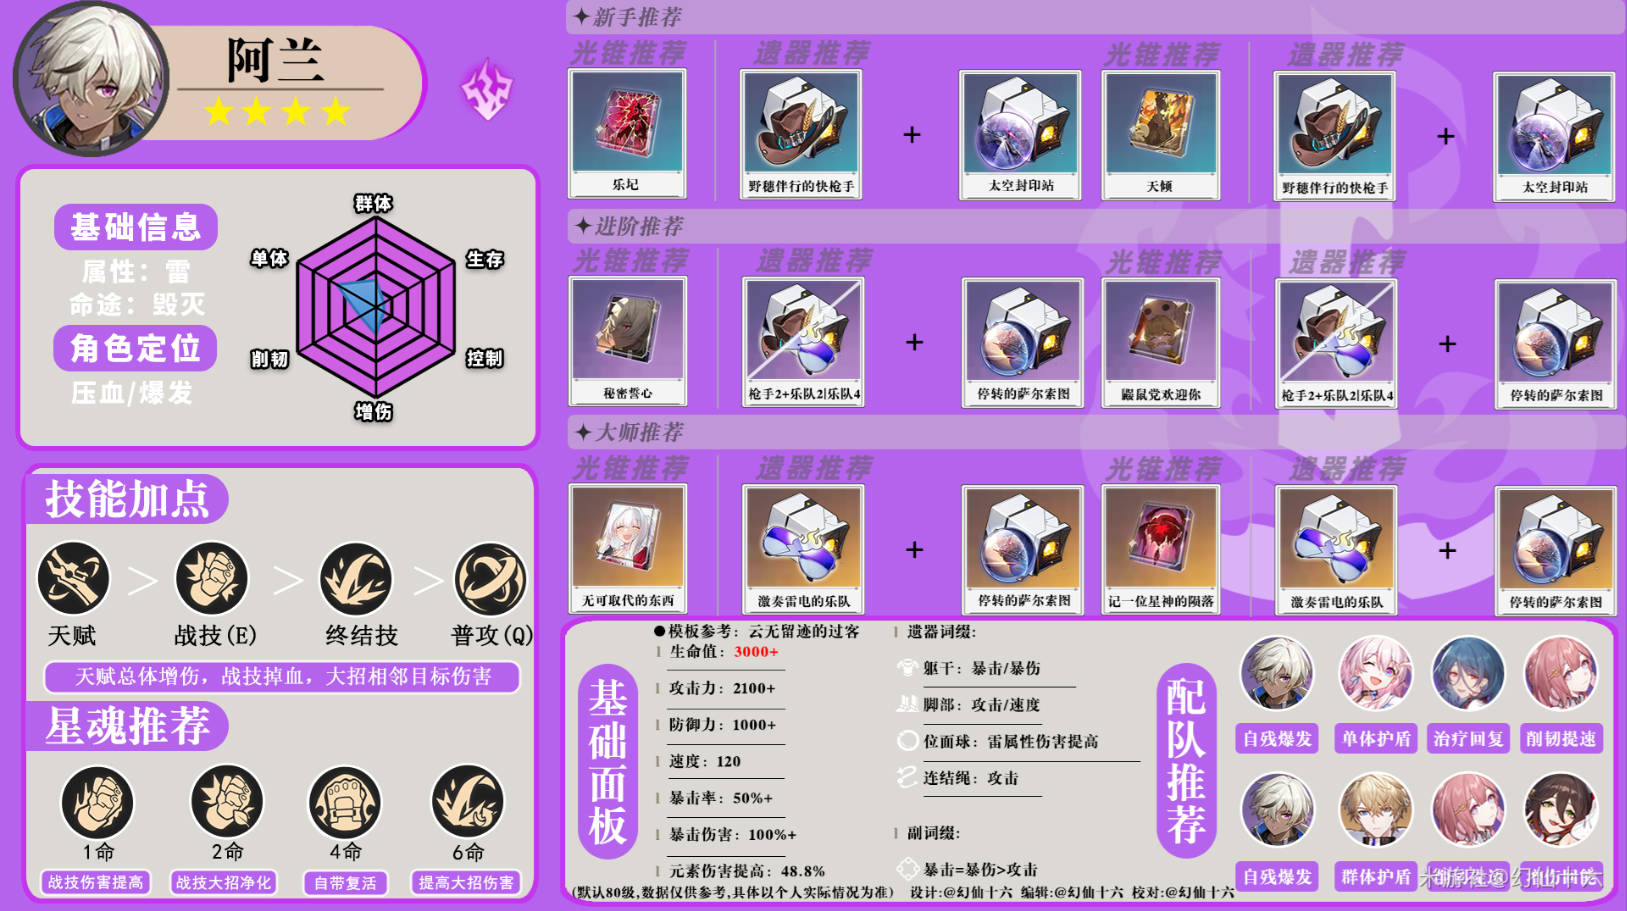 阿兰
基础信息
属性：雷
命途：毁灭
角色定位
压血/爆发
群体
单体
生存
削韧
控制
增伤
技能加点
天赋
战技(E)
终结技
普攻(Q)
天赋总体增伤，战技掉血，大招相邻目标伤害
星魂推荐
1命
2命
4命
6命
战技伤害提高
战技大招净化
自带复活
提高大招伤害
新手推荐
光锥推荐
遗器推荐
光锥推荐
遗器推荐
乐圮
野穗伴行的快枪手
+
太空封印站
天倾
野穗伴行的快枪手
+
太空封印站
进阶推荐
光锥推荐
遗器推荐
光锥推荐
遗器推荐
秘密誓心
枪手2+乐队2|乐队4
+
停转的萨尔索图
鼹鼠党欢迎你
枪手2+乐队2|乐队4
+
停转的萨尔索图
大师推荐
光锥推荐
遗器推荐
光锥推荐
遗器推荐
无可取代的东西
激奏雷电的乐队
+
停转的萨尔索图
记一位星神的陨落
激奏雷电的乐队
+
停转的萨尔索图
基础面板
●模板参考：云无留迹的过客
生命值：3000+
攻击力：2100+
防御力：1000+
速度：120
暴击率：50%+
暴击伤害：100%+
元素伤害提高：48.8%
遗器词缀:
躯干：暴击/暴伤
脚部：攻击/速度
位面球：雷属性伤害提高
连结绳：攻击
副词缀:
暴击=暴伤>攻击
(默认80级,数据仅供参考,具体以个人实际情况为准) 设计:@幻仙十六 编辑:@幻仙十六 校对:@幻仙十六
配队推荐
自残爆发
单体护盾
治疗回复
削韧提速
自残爆发
群体护盾
米游社@幻仙十六